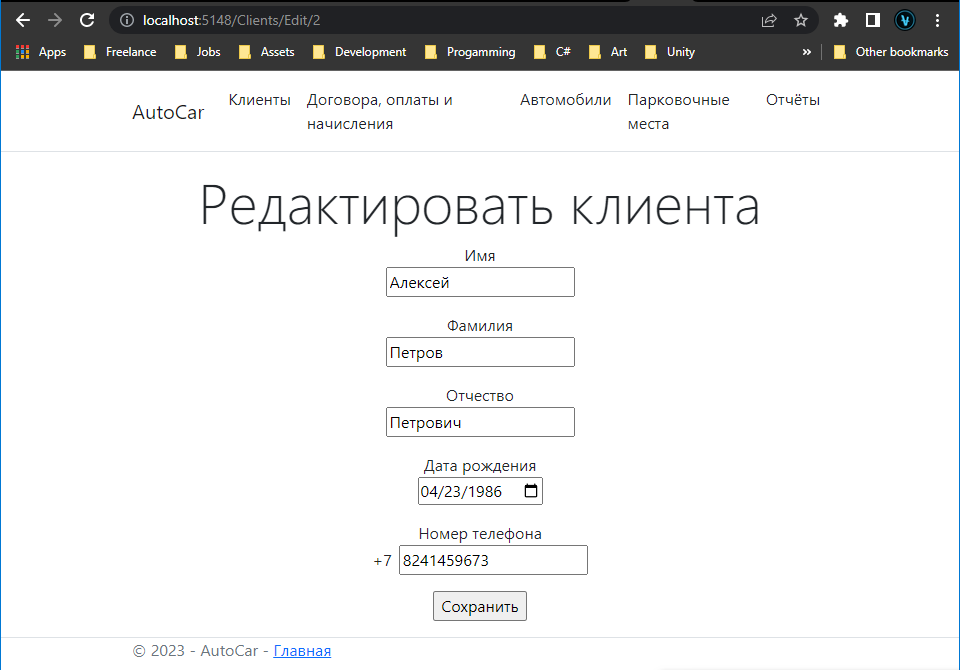 localhost:5148/Clients/Edit/2
Apps Freelance Jobs Assets Development Progamming C# Art Unity » Other bookmarks
AutoCar Клиенты Договора, оплаты и начисления Автомобили Парковочные места Отчёты
Редактировать клиента
Имя
Алексей
Фамилия
Петров
Отчество
Петрович
Дата рождения
04/23/1986
Номер телефона
+7 8241459673
Сохранить
© 2023 - AutoCar - Главная